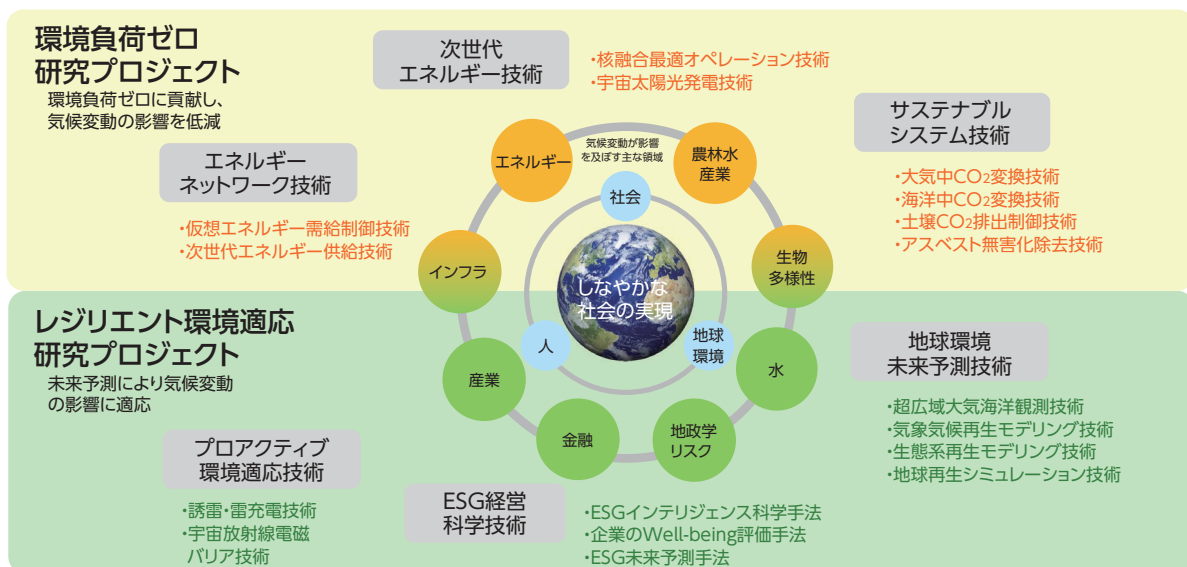 環境負荷ゼロ
研究プロジェクト
環境負荷ゼロに貢献し、
気候変動の影響を低減
次世代
エネルギー技術
・核融合最適オペレーション技術
・宇宙太陽光発電技術
サステナブル
システム技術
・大気中CO2変換技術
・海洋中CO2変換技術
・土壌CO2排出制御技術
・アスベスト無害化除去技術
エネルギー
ネットワーク技術
・仮想エネルギー需給制御技術
・次世代エネルギー供給技術
気候変動が影響
を及ぼす主な領域
エネルギー
農林水
産業
社会
インフラ
生物
多様性
しなやかな
社会の実現
人
地球
環境
産業
水
金融
地政学
リスク
レジリエント環境適応
研究プロジェクト
未来予測により気候変動
の影響に適応
地球環境
未来予測技術
・超広域大気海洋観測技術
・気象気候再生モデリング技術
・生態系再生モデリング技術
・地球再生シミュレーション技術
プロアクティブ
環境適応技術
・誘雷・雷充電技術
・宇宙放射線電磁
バリア技術
ESG経営
科学技術
・ESGインテリジェンス科学手法
・企業のWell-being評価手法
・ESG未来予測手法